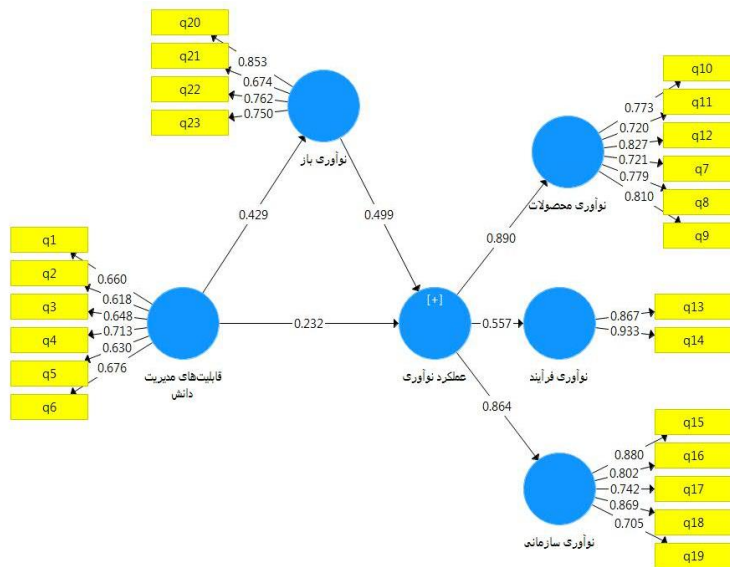 q20
q21
q22
q23
0.853
0.674
0.762
0.750
نوآوری باز
q10
q11
q12
q7
q8
q9
0.773
0.720
0.827
0.721
0.779
0.810
نوآوری محصولات
0.429
0.499
0.890
q1
q2
q3
q4
q5
q6
0.660
0.618
0.648
0.713
0.630
0.676
قابلیت‌های مدیریت
دانش
0.232
[+]
عملکرد نوآوری
0.557
0.867
0.933
q13
q14
نوآوری فرآیند
0.864
q15
q16
q17
q18
q19
0.880
0.802
0.742
0.869
0.705
نوآوری سازمانی